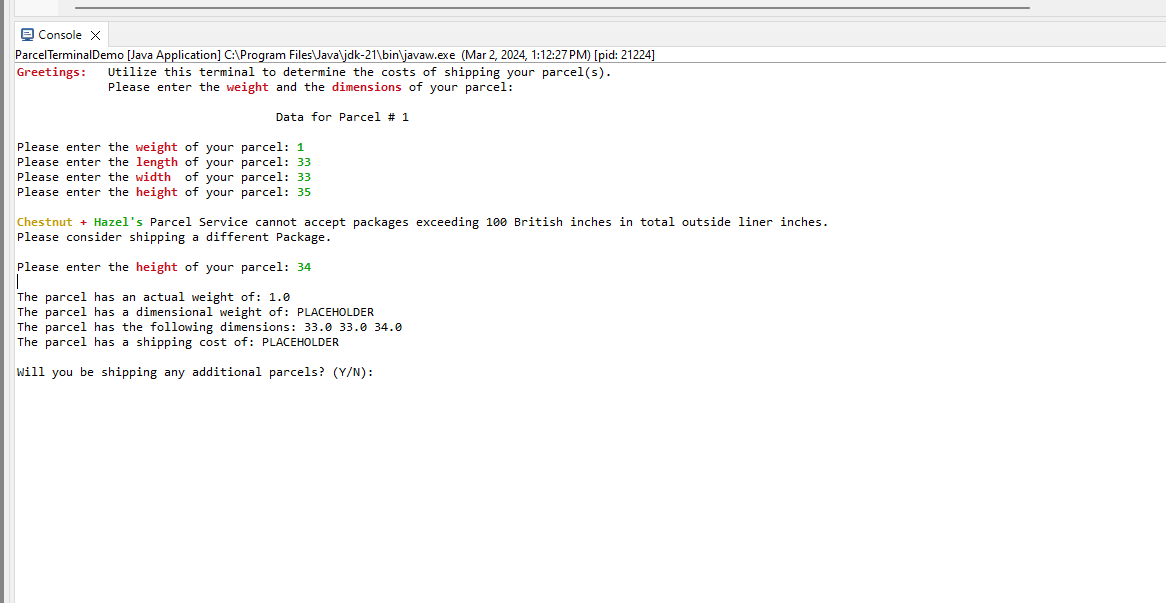 Console
ParcelTerminalDemo [Java Application] C:\Program Files\Java\jdk-21\bin\javaw.exe (Mar 2, 2024, 1:12:27 PM) [pid: 21224]
Greetings: Utilize this terminal to determine the costs of shipping your parcel(s).
Please enter the weight and the dimensions of your parcel:
Data for Parcel # 1
Please enter the weight of your parcel: 1
Please enter the length of your parcel: 33
Please enter the width of your parcel: 33
Please enter the height of your parcel: 35
Chestnut + Hazel's Parcel Service cannot accept packages exceeding 100 British inches in total outside liner inches.
Please consider shipping a different Package.
Please enter the height of your parcel: 34
The parcel has an actual weight of: 1.0
The parcel has a dimensional weight of: PLACEHOLDER
The parcel has the following dimensions: 33.0 33.0 34.0
The parcel has a shipping cost of: PLACEHOLDER
Will you be shipping any additional parcels? (Y/N):